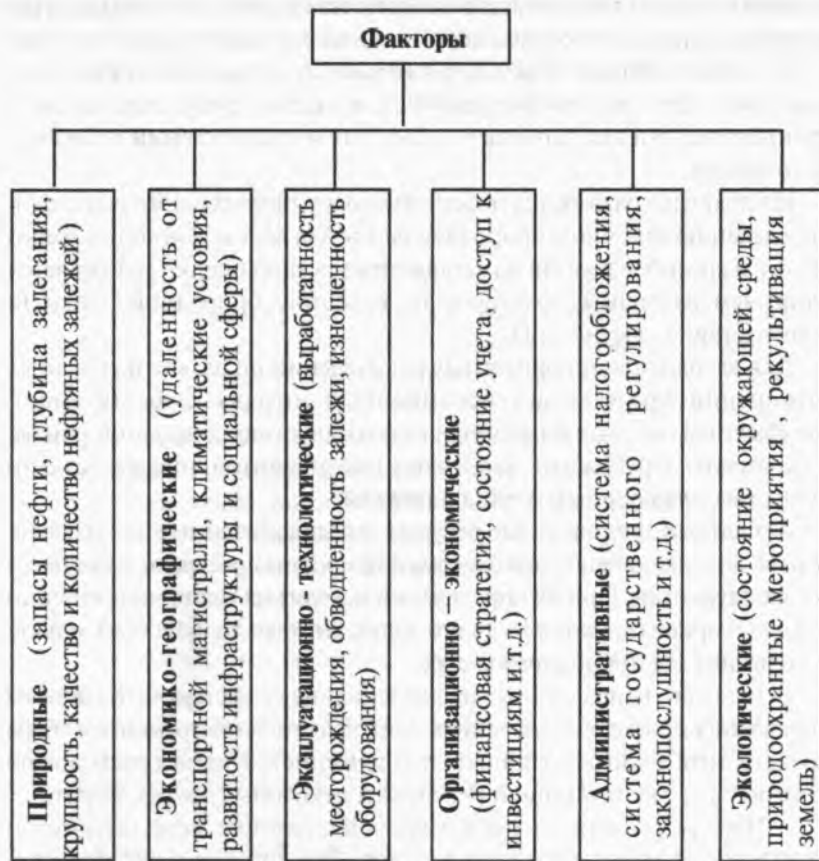 Факторы
Природные (запасы нефти, глубина залегания,
крупность, качество и количество нефтяных залежей )
Экономико-географические (удаленность от
транспортной магистрали, климатические условия,
развитость инфраструктуры и социальной сферы)
Эксплуатационно-технологические (выработанность
месторождения, обводненность залежи, изношенность
оборудования)
Организационно – экономические
(финансовая стратегия, состояние учета, доступ к
инвестициям ит.д.
Административные (система налогообложения,
система государственного регулирования,
законопослушность и т.д.)
Экологические (состояние окружающей среды,
природоохранные мероприятия, рекультивация
земель)